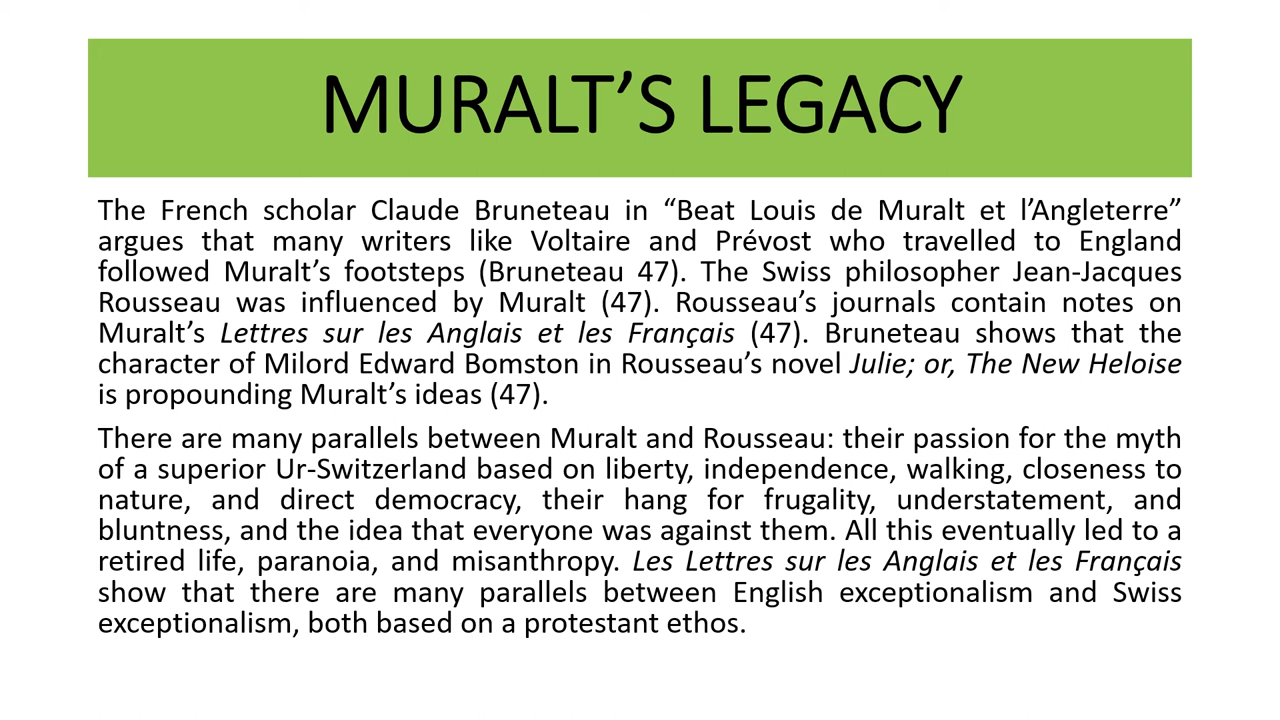 MURALT’S LEGACY
The French scholar Claude Bruneteau in “Beat Louis de Muralt et l’Angleterre”
argues that many writers like Voltaire and Prévost who travelled to England
followed Muralt’s footsteps (Bruneteau 47). The Swiss philosopher Jean-Jacques
Rousseau was influenced by Muralt (47). Rousseau’s journals contain notes on
Muralt’s Lettres sur les Anglais et les Français (47). Bruneteau shows that the
character of Milord Edward Bomston in Rousseau’s novel Julie; or, The New Heloise
is propounding Muralt’s ideas (47).
There are many parallels between Muralt and Rousseau: their passion for the myth
of a superior Ur-Switzerland based on liberty, independence, walking, closeness to
nature, and direct democracy, their hang for frugality, understatement, and
bluntness, and the idea that everyone was against them. All this eventually led to a
retired life, paranoia, and misanthropy. Les Lettres sur les Anglais et les Français
show that there are many parallels between English exceptionalism and Swiss
exceptionalism, both based on a protestant ethos.